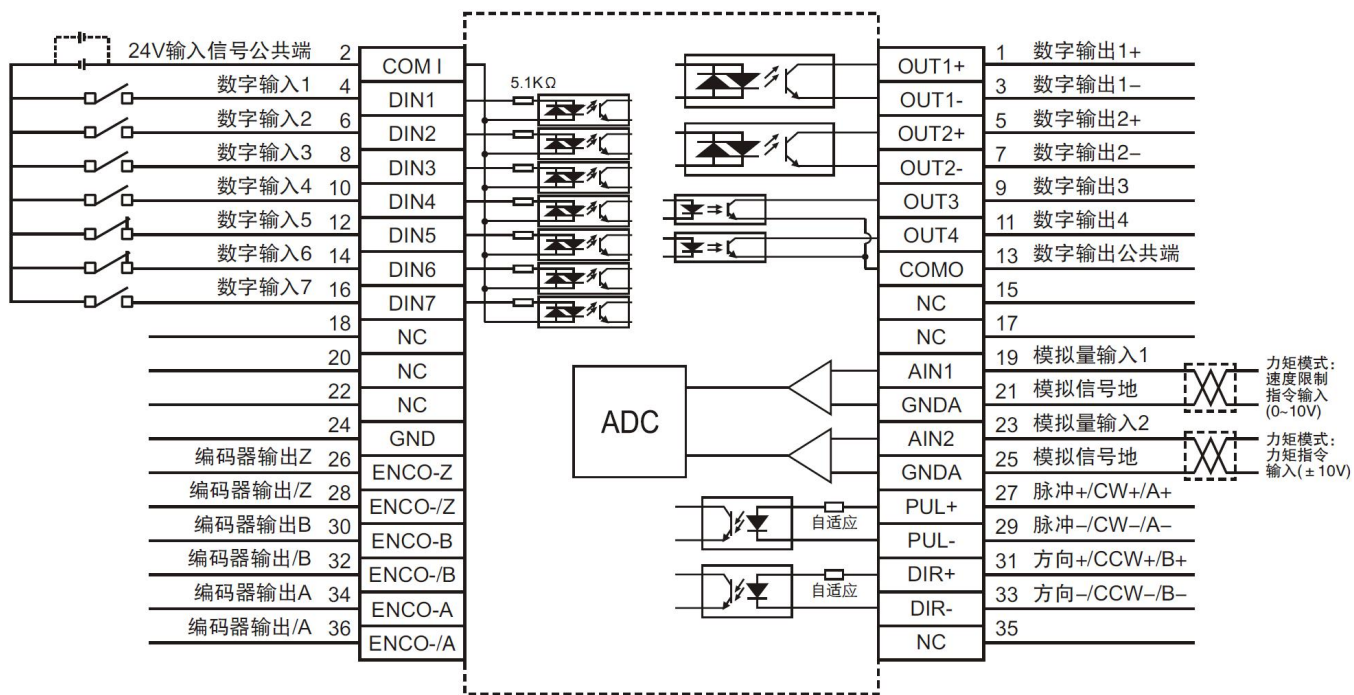 24V输入信号公共端 2 COM I
数字输入1 4 DIN1
数字输入2 6 DIN2
数字输入3 8 DIN3
数字输入4 10 DIN4
数字输入5 12 DIN5
数字输入6 14 DIN6
数字输入7 16 DIN7
18 NC
20 NC
22 NC
24 GND
编码器输出Z 26 ENCO-Z
编码器输出/Z 28 ENCO-/Z
编码器输出B 30 ENCO-B
编码器输出/B 32 ENCO-/B
编码器输出A 34 ENCO-A
编码器输出/A 36 ENCO-/A
5.1KΩ
ADC
自适应
自适应
OUT1+ 1 数字输出1+
OUT1- 3 数字输出1–
OUT2+ 5 数字输出2+
OUT2- 7 数字输出2–
OUT3 9 数字输出3
OUT4 11 数字输出4
COMO 13 数字输出公共端
NC 15
NC 17
AIN1 19 模拟量输入1
GNDA 21 模拟信号地
AIN2 23 模拟量输入2
GNDA 25 模拟信号地
PUL+ 27 脉冲+/CW+/A+
PUL- 29 脉冲–/CW–/A–
DIR+ 31 方向+/CCW+/B+
DIR- 33 方向–/CCW–/B–
NC 35
力矩模式：
速度限制
指令输入
(0~10V)
力矩模式：
力矩指令
输入(±10V)